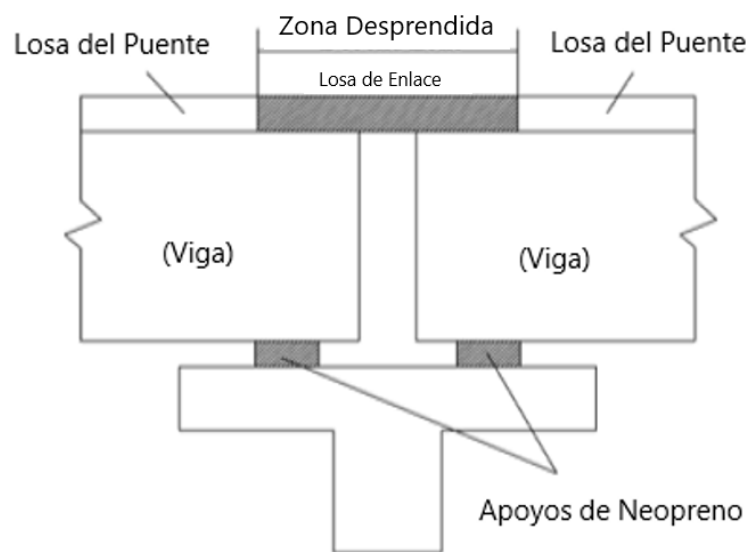 Zona Desprendida
Losa del Puente
Losa del Puente
Losa de Enlace
(Viga)
(Viga)
Apoyos de Neopreno